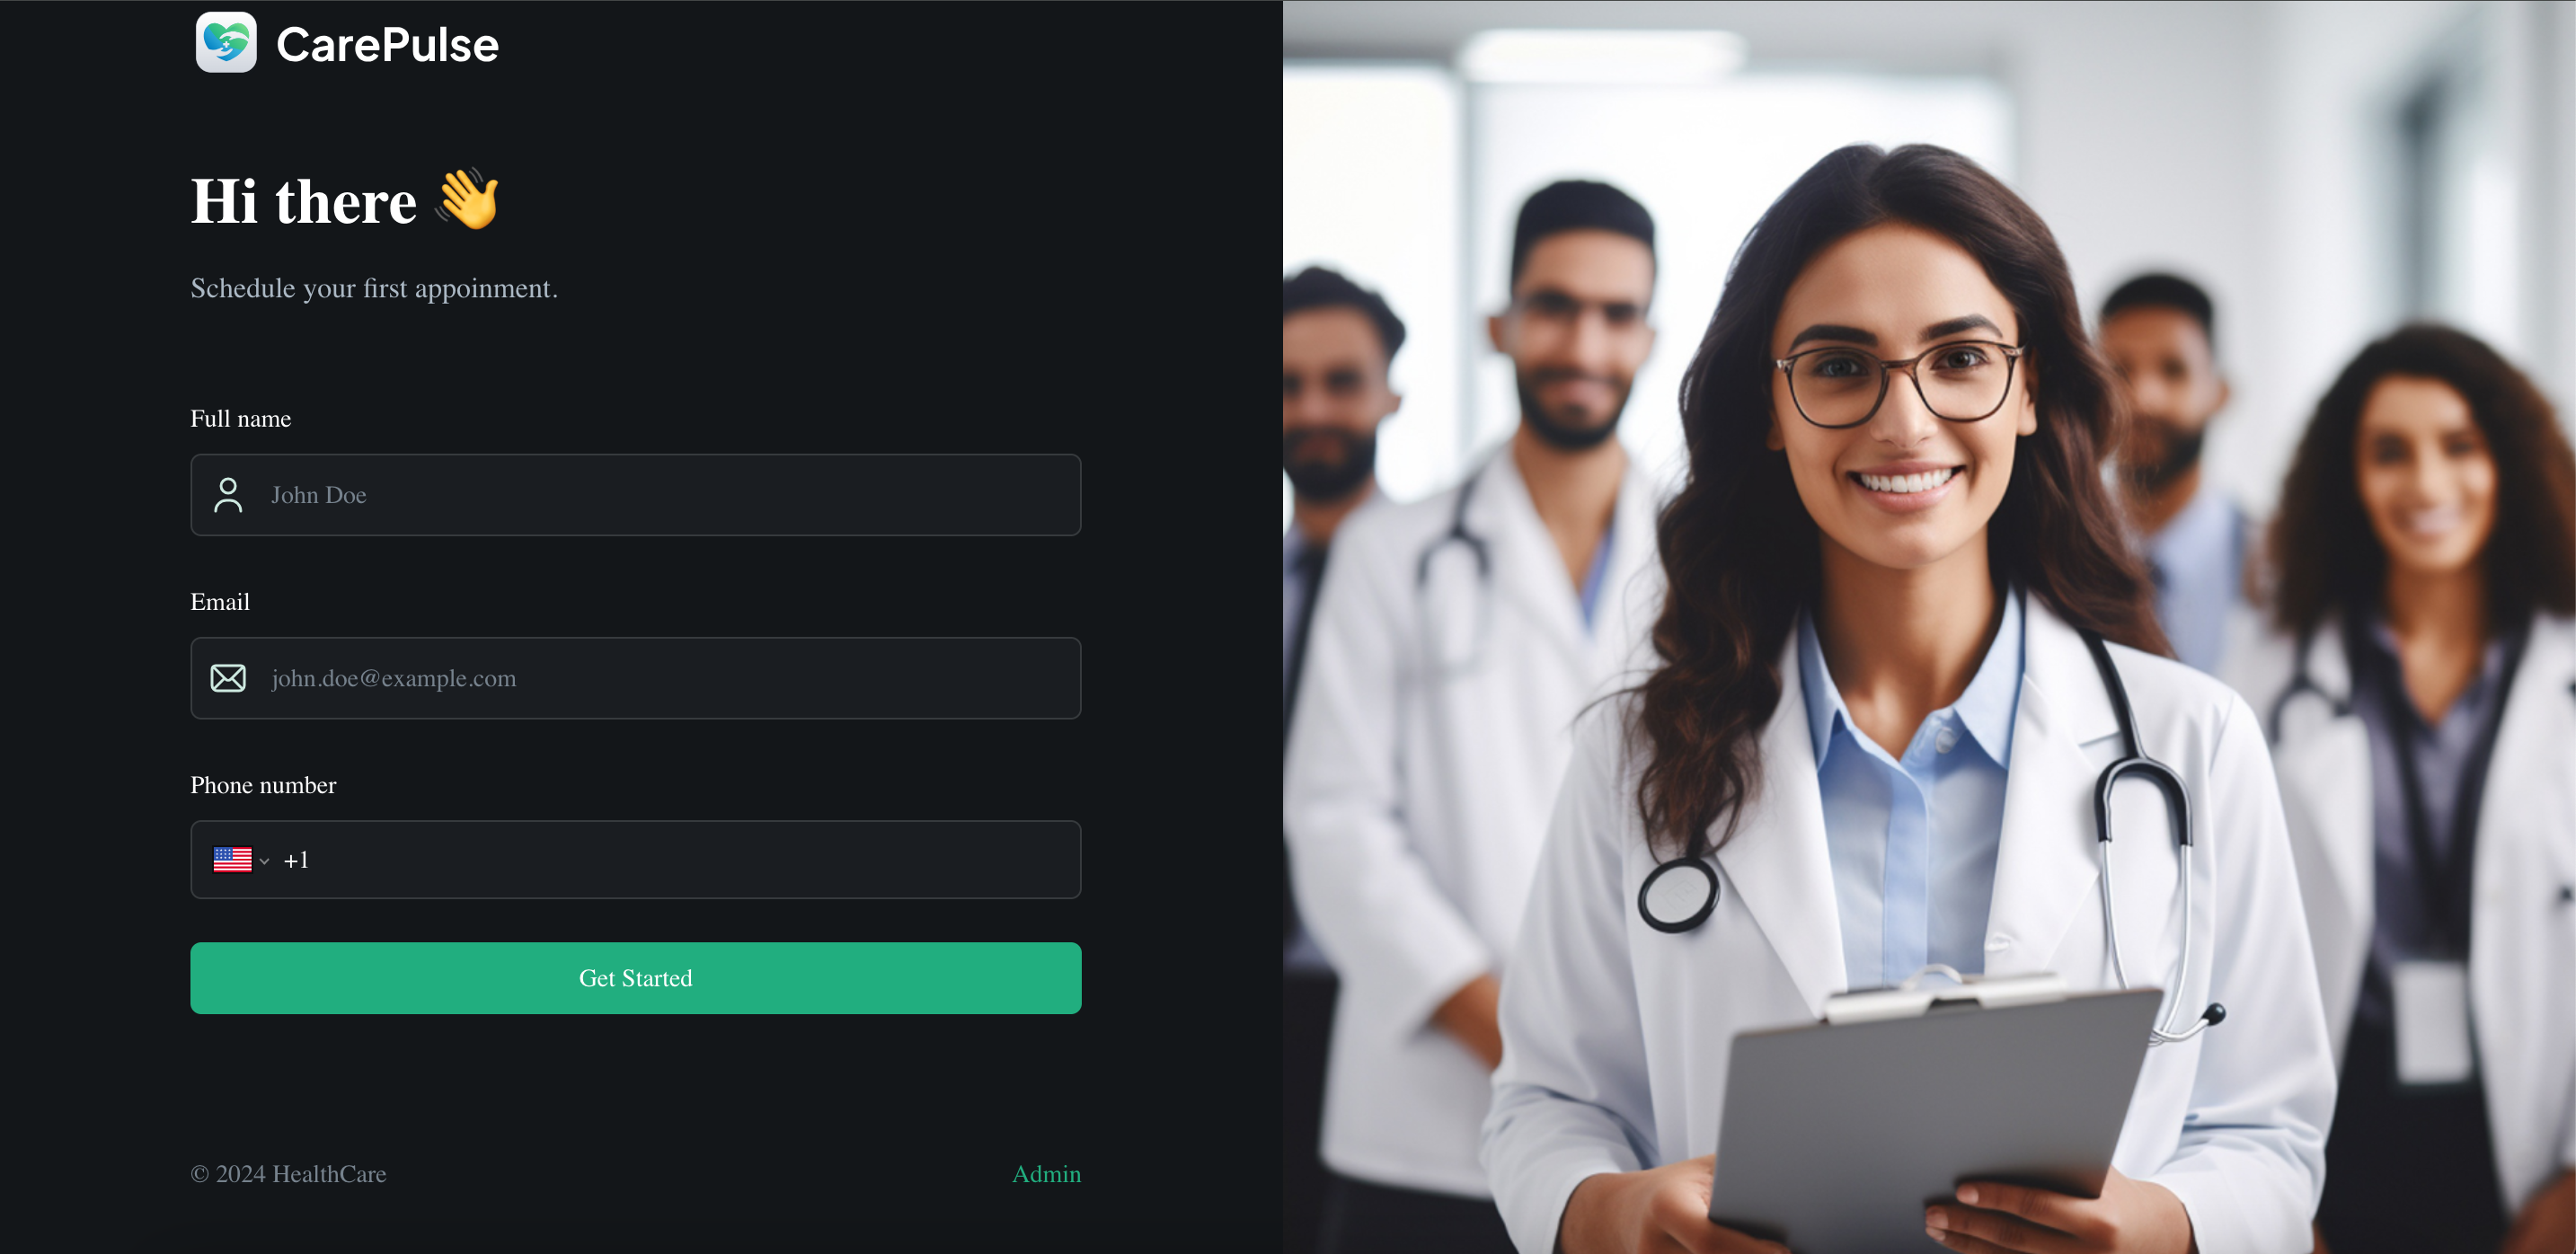 CarePulse
Hi there 👋
Schedule your first appoinment.
Full name
John Doe
Email
john.doe@example.com
Phone number
+1
Get Started
© 2024 HealthCare
Admin